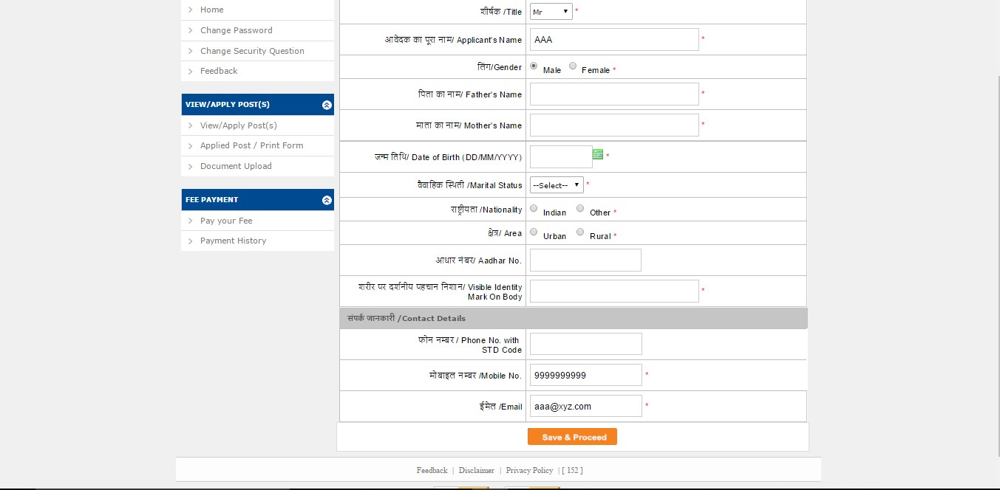 Home
Change Password
Change Security Question
Feedback
VIEW/APPLY POST(S)
View/Apply Post(s)
Applied Post / Print Form
Document Upload
FEE PAYMENT
Pay your Fee
Payment History
शीर्षक /Title Mr *
आवेदक का पूरा नाम/ Applicant's Name AAA *
लिंग/Gender Male Female *
पिता का नाम/ Father's Name *
माता का नाम/ Mother's Name *
जन्म तिथि/ Date of Birth (DD/MM/YYYY) *
वैवाहिक स्थिती /Marital Status --Select-- *
राष्ट्रीयता /Nationality Indian Other *
क्षेत्र/ Area Urban Rural *
आधार नंबर/ Aadhar No.
शरीर पर दर्शनीय पहचान निशान/ Visible Identity
Mark On Body *
संपर्क जानकारी /Contact Details
फोन नम्बर / Phone No. with
STD Code
मोबाइल नम्बर /Mobile No. 9999999999 *
ईमेल /Email aaa@xyz.com *
Save & Proceed
Feedback | Disclaimer | Privacy Policy | [ 152 ]